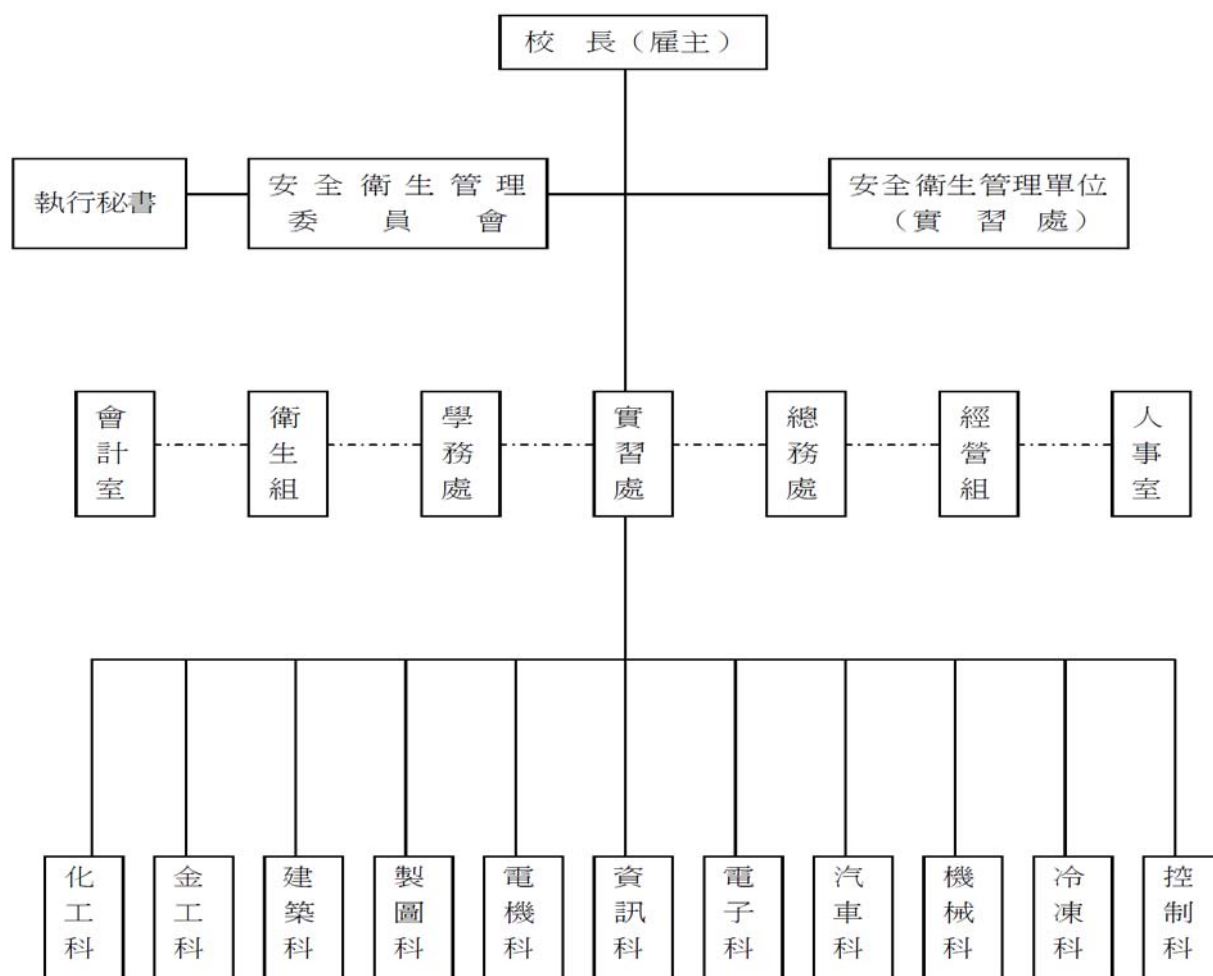 校 長（雇主）
執行秘書
安全衛生管理
委員會
安全衛生管理單位
（實習處）
會計室
衛生組
學務處
實習處
總務處
經營組
人事室
化工科
金工科
建築科
製圖科
電機科
資訊科
電子科
汽車科
機械科
冷凍科
控制科